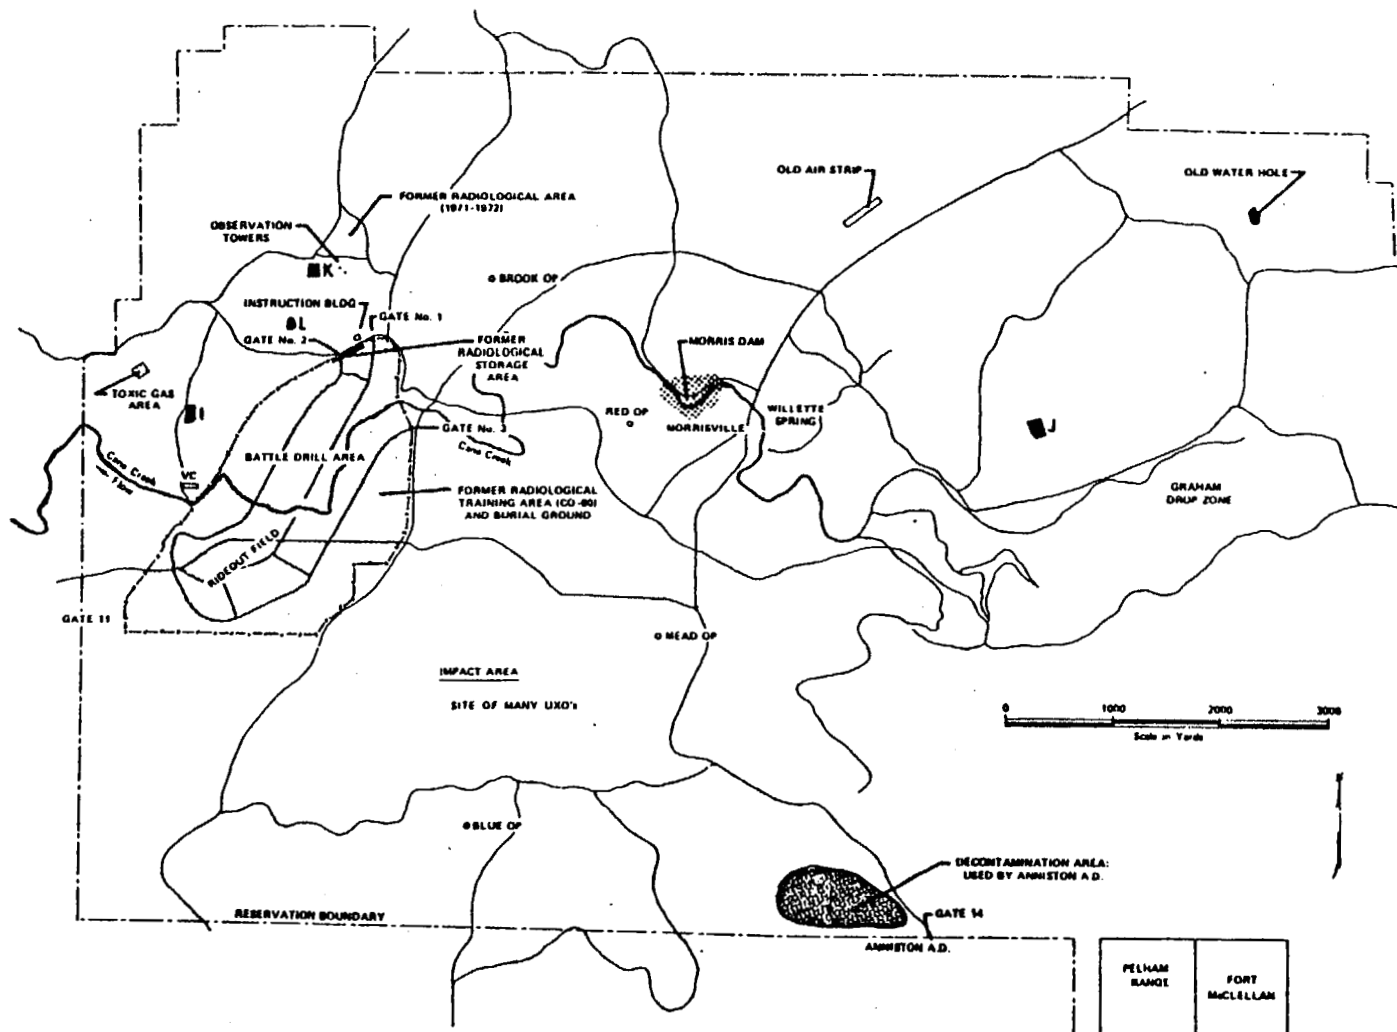 OLD AIR STRIP
OLD WATER HOLE
FORMER RADIOLOGICAL AREA
(1971-1972)
OBSERVATION
TOWERS
K
BROOK OP
INSTRUCTION BLDG
GATE No. 1
L
GATE No. 2
FORMER
RADIOLOGICAL
STORAGE
AREA
MORRIS DAM
TOXIC GAS
AREA
I
RED OP
MORRISVILLE
WILLETTE
SPRING
J
GATE No. 3
Cane Creek
BATTLE DRILL AREA
Cane Creek
Flow
VC
FORMER RADIOLOGICAL
TRAINING AREA (CO-60)
AND BURIAL GROUND
GRAHAM
DROP ZONE
RIDEOUT FIELD
GATE 11
MEAD OP
IMPACT AREA
SITE OF MANY UXO's
0 1000 2000 3000
Scale in Yards
BLUE OP
DECONTAMINATION AREA:
USED BY ANNISTON A.D.
RESERVATION BOUNDARY
GATE 14
ANNISTON A.D.
PELHAM
RANGE
FORT
McCLELLAN